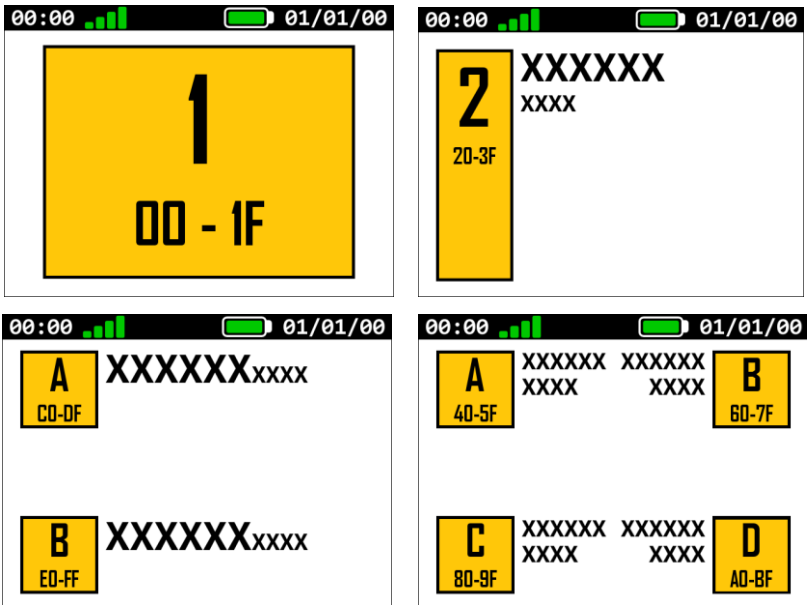 00:00 01/01/00
1
00 - 1F
00:00 01/01/00
2 XXXXXX
XXXX
20-3F
00:00 01/01/00
A XXXXXXXXXX
C0-DF
B XXXXXXXXXX
E0-FF
00:00 01/01/00
A XXXXXX XXXXXX B
XXXX XXXX
40-5F 60-7F
C XXXXXX XXXXXX D
XXXX XXXX
80-9F A0-BF